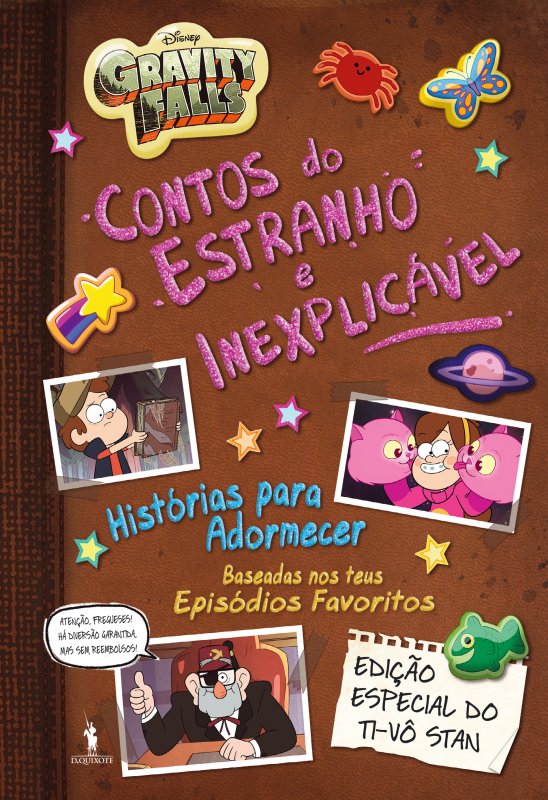 DISNEY
GRAVITY
FALLS
CONTOS do
ESTRANHO
e
INEXPLICÁVEL
Histórias para
Adormecer
Baseadas nos teus
Episódios Favoritos
ATENÇÃO, FREQUESES!
HÁ DIVERSÃO GARANTIDA,
MAS SEM REEMBOLSOS!
EDIÇÃO
ESPECIAL DO
TI-VÔ STAN
D.QUIXOTE